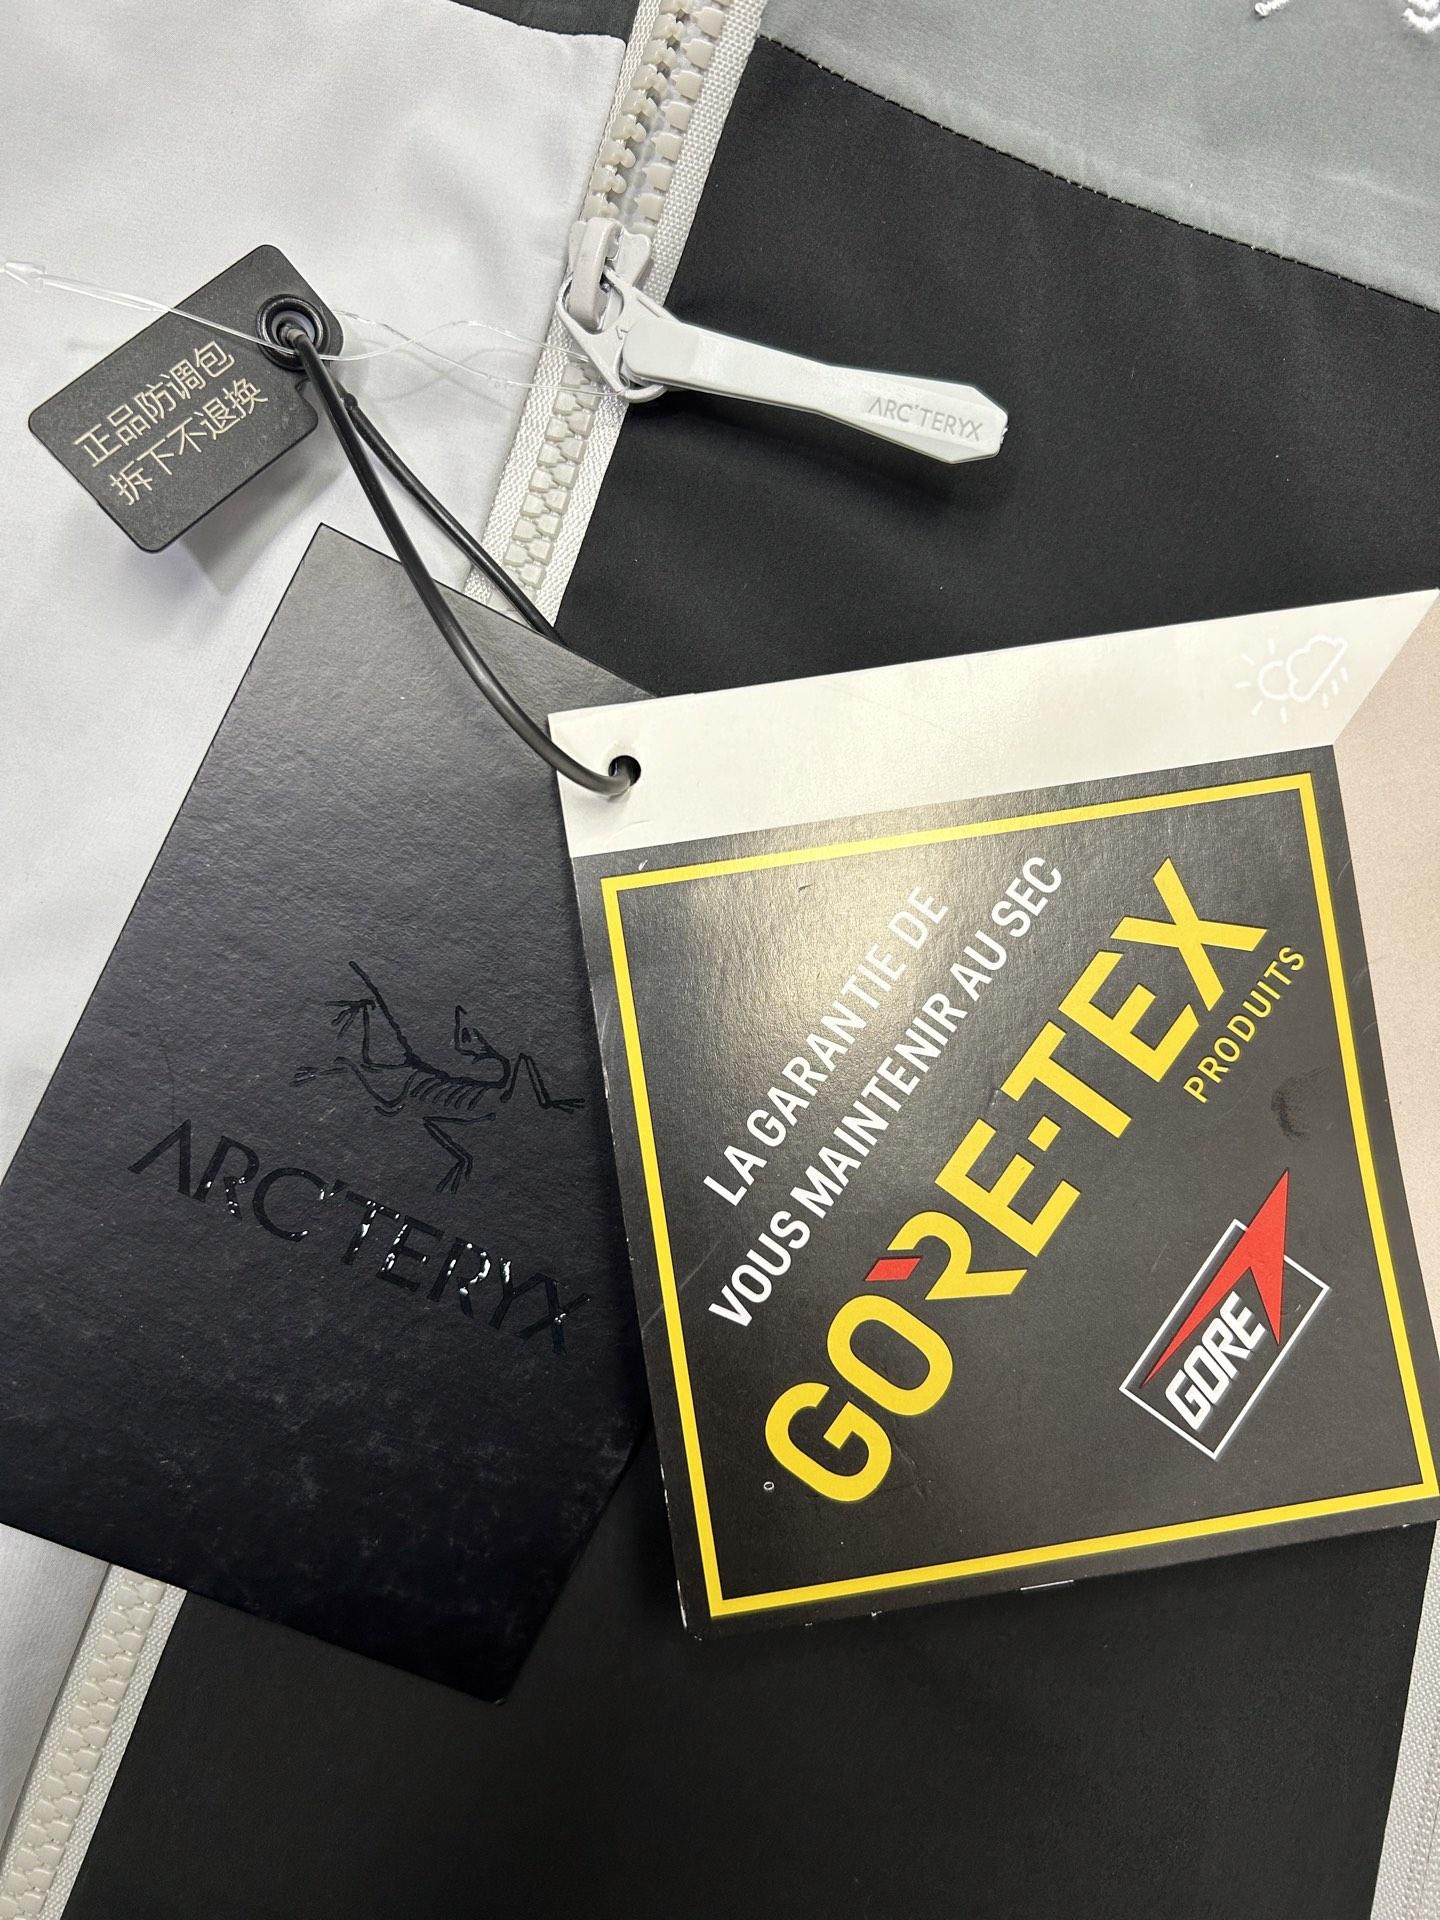 正品防调包
拆下不退换
ARC'TERYX
ARC'TERYX
LA GARANTIE DE
VOUS MAINTENIR AU SEC
GORE-TEX
PRODUITS
GORE